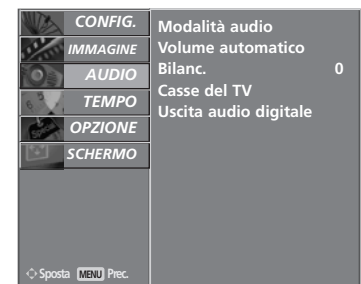 CONFIG.
IMMAGINE
AUDIO
TEMPO
OPZIONE
SCHERMO
Modalità audio
Volume automatico
Bilanc. 0
Casse del TV
Uscita audio digitale
Sposta MENU Prec.